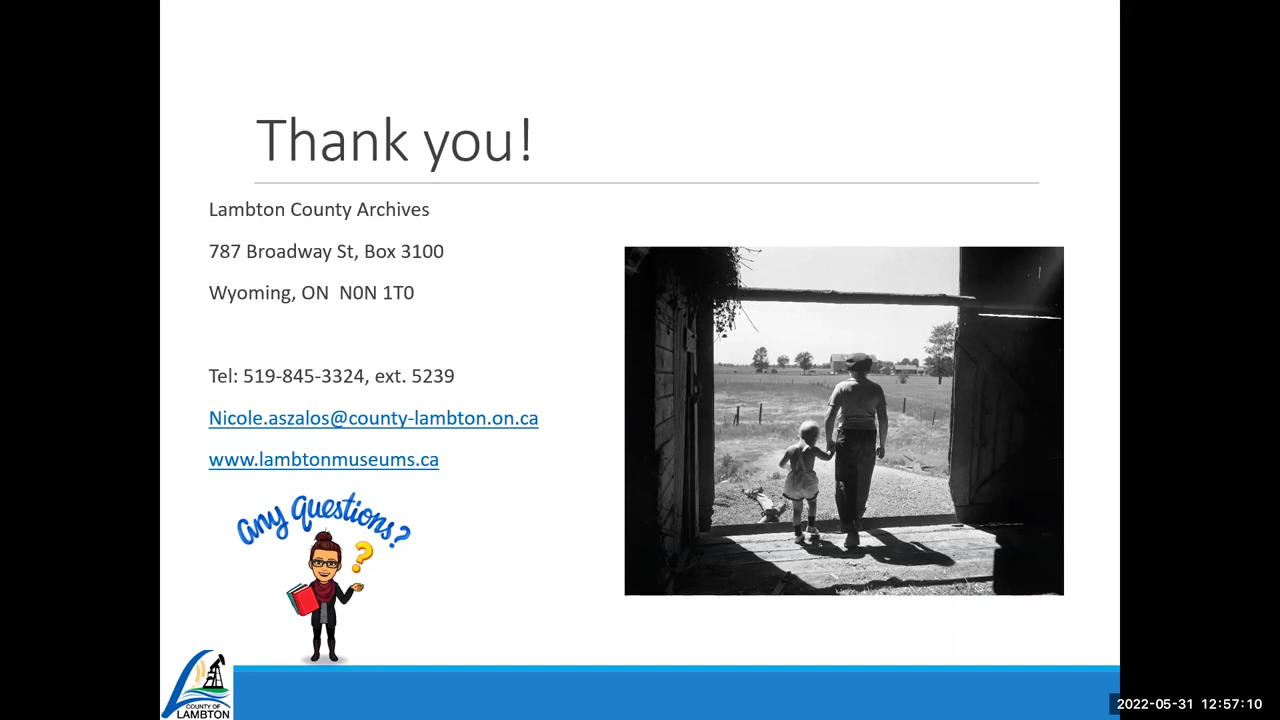 Thank you!
Lambton County Archives
787 Broadway St, Box 3100
Wyoming, ON  N0N 1T0
Tel: 519-845-3324, ext. 5239
Nicole.aszalos@county-lambton.on.ca
www.lambtonmuseums.ca
any questions?
COUNTY OF
LAMBTON
2022-05-31 12:57:10